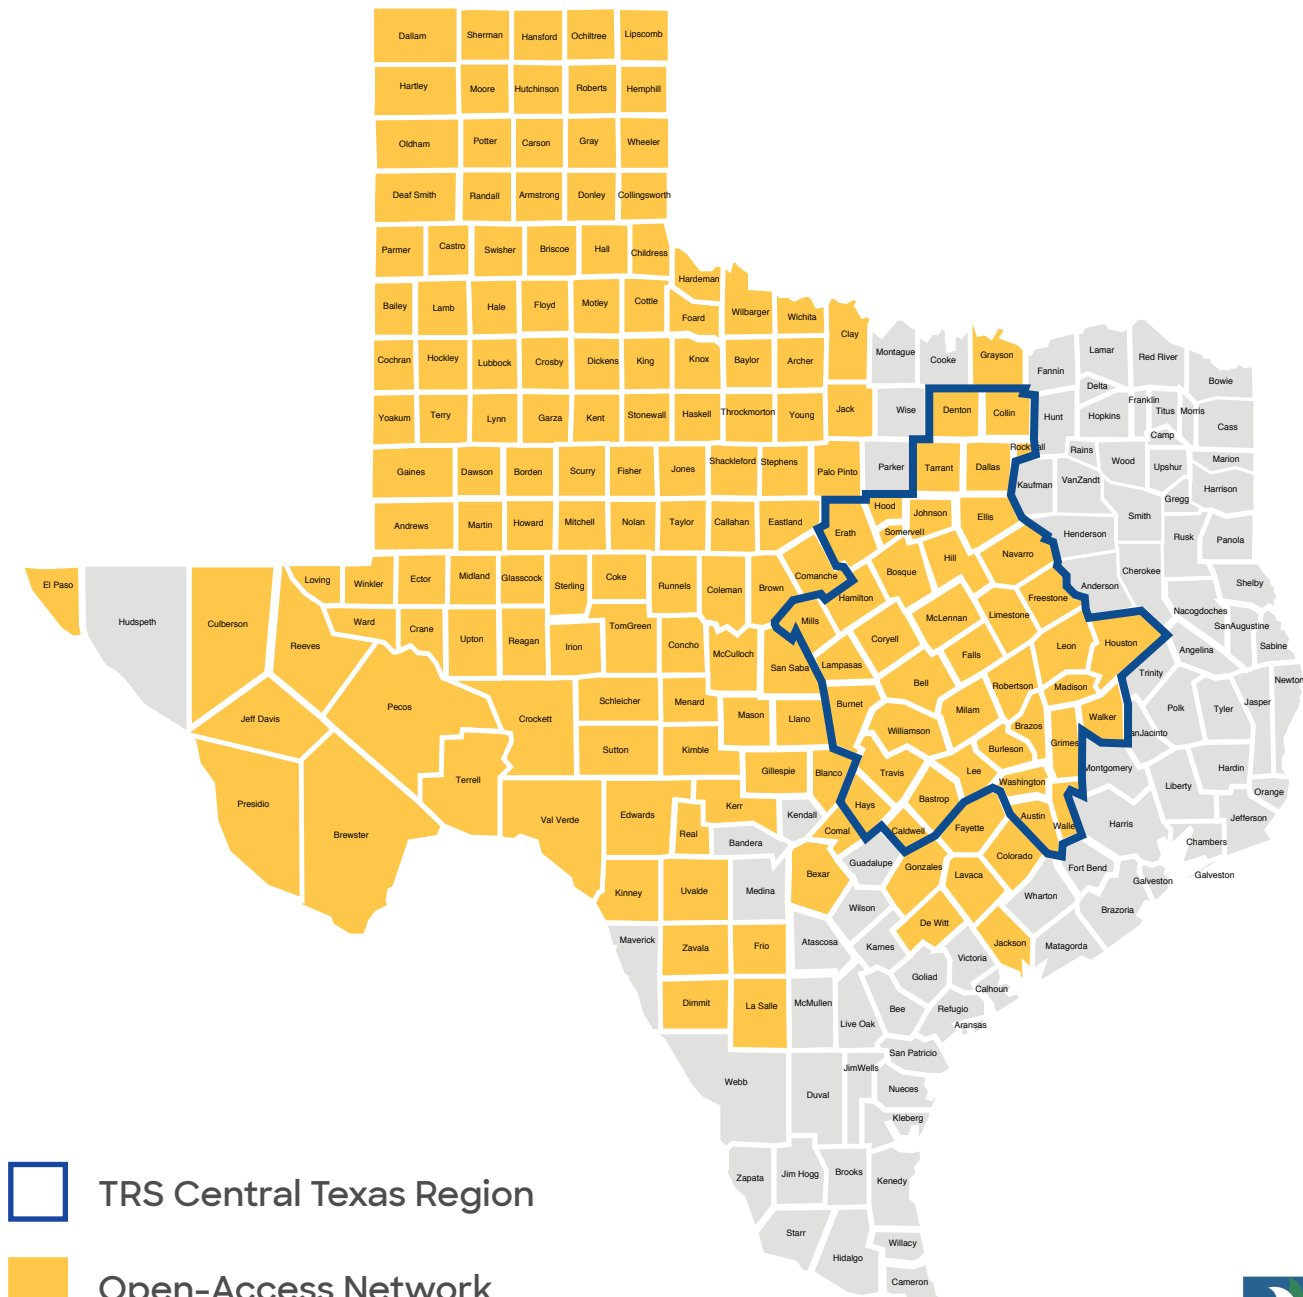 Dallam Sherman Hansford Ochiltree Lipscomb
Hartley Moore Hutchinson Roberts Hemphill
Oldham Potter Carson Gray Wheeler
Deaf Smith Randall Armstrong Donley Collingsworth
Parmer Castro Swisher Briscoe Hall Childress
Hardeman
Bailey Lamb Hale Floyd Motley Cottle Foard Wilbarger Wichita Clay
Cochran Hockley Lubbock Crosby Dickens King Knox Baylor Archer Montague Cooke Grayson Fannin Lamar Red River Bowie
Delta Franklin Titus Morris
Yoakum Terry Lynn Garza Kent Stonewall Haskell Throckmorton Young Jack Wise Denton Collin Hunt Hopkins Camp Cass
Rockwall Rains
Gaines Dawson Borden Scurry Fisher Jones Shackleford Stephens Palo Pinto Parker Tarrant Dallas Kaufman VanZandt Wood Upshur Marion
Gregg Harrison
Andrews Martin Howard Mitchell Nolan Taylor Callahan Eastland Erath Hood Johnson Ellis Smith
Somervell Henderson Rusk Panola
El Paso Hudspeth Culberson Loving Winkler Ector Midland Glasscock Sterling Coke Runnels Coleman Brown Comanche Bosque Hill Navarro Anderson Cherokee Shelby
Hamilton Freestone Nacogdoches
Reeves Ward Crane Upton Reagan Irion TomGreen Concho McCulloch Mills Coryell McLennan Limestone SanAugustine
San Saba Lampasas Falls Leon Houston Angelina Sabine
Trinity Newton
Jeff Davis Pecos Crockett Schleicher Menard Mason Llano Burnet Bell Milam Robertson Madison Walker Polk Tyler Jasper
Williamson Brazos Grimes anJacinto
Sutton Kimble Burleson
Terrell Gillespie Blanco Travis Lee Washington Montgomery Liberty Hardin Orange
Presidio Brewster Val Verde Edwards Kerr Kendall Hays Bastrop Austin Waller Harris Jefferson
Real Bandera Comal Caldwell Fayette Chambers
Kinney Uvalde Medina Bexar Guadalupe Gonzales Lavaca Colorado Fort Bend Galveston Galveston
Wilson Wharton Brazoria
Maverick Zavala Frio Atascosa Karnes De Witt Jackson Matagorda
Victoria
Goliad Calhoun
Dimmit La Salle McMullen Live Oak Bee Refugio Aransas
San Patricio
Webb Duval JimWells Nueces
Kleberg
Zapata Jim Hogg Brooks Kenedy
Starr Hidalgo Willacy
Cameron
TRS Central Texas Region
Open-Access Network